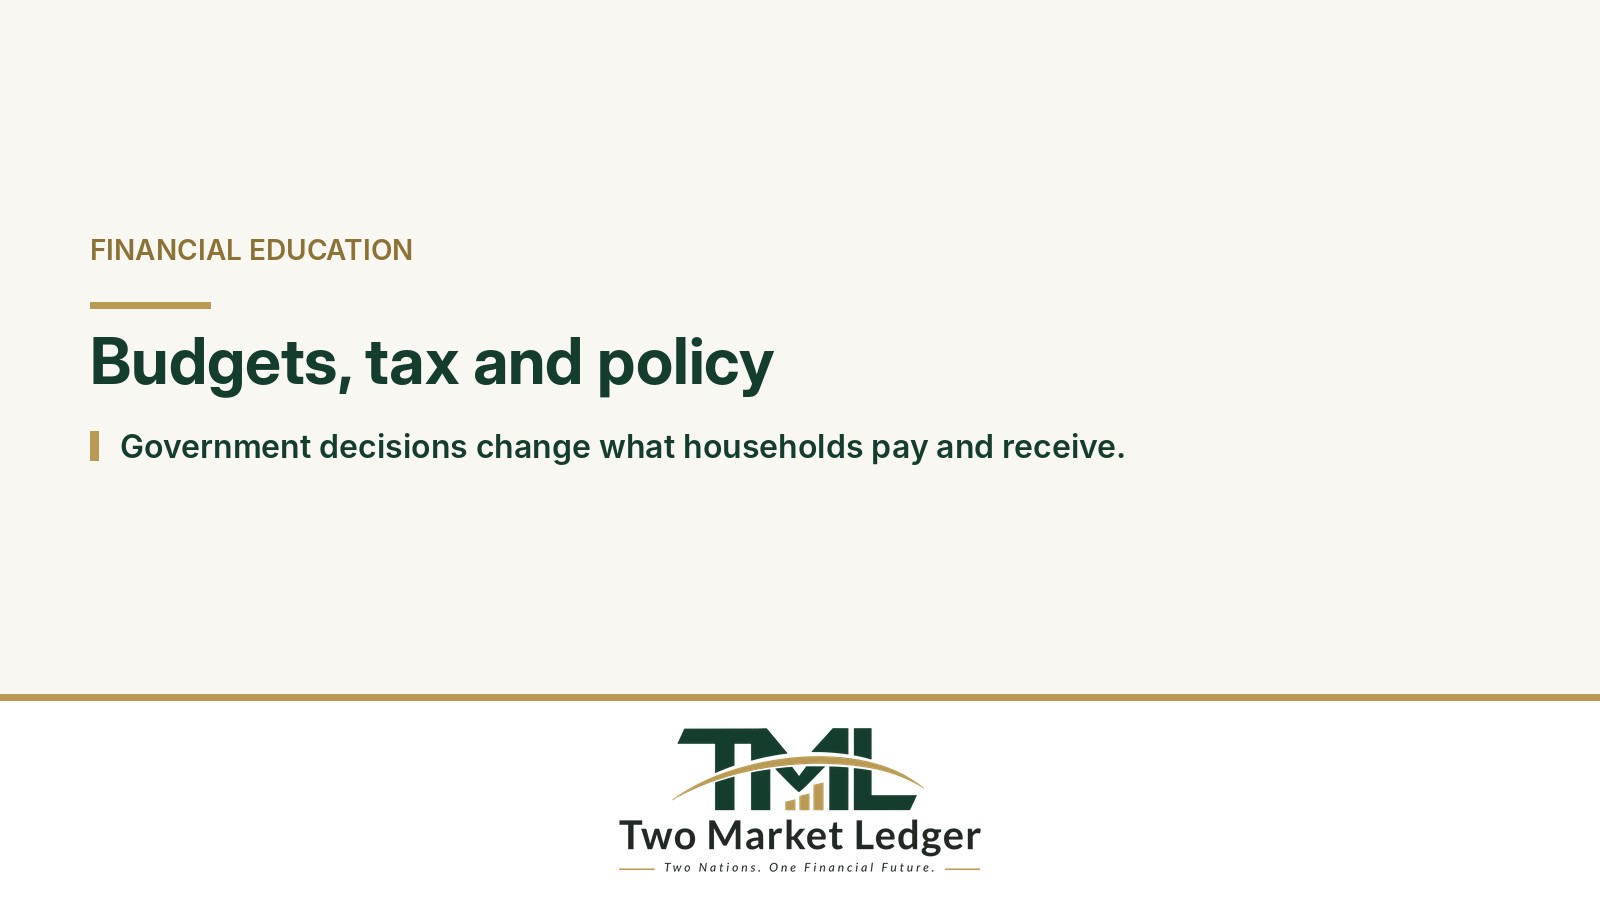 FINANCIAL EDUCATION
Budgets, tax and policy
Government decisions change what households pay and receive.
TML
Two Market Ledger
Two Nations. One Financial Future.